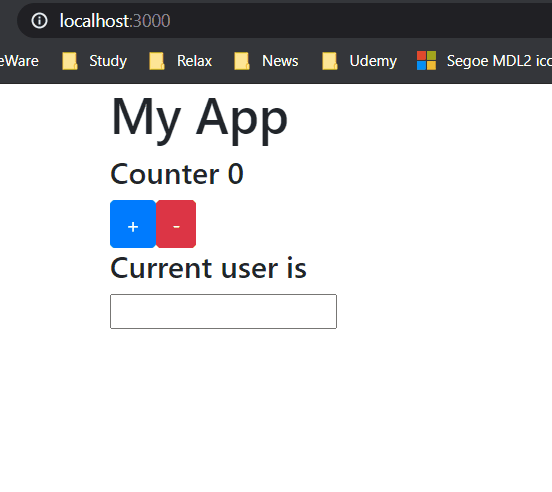 localhost:3000
eWare Study Relax News Udemy Segoe MDL2 ico
My App
Counter 0
+ -
Current user is